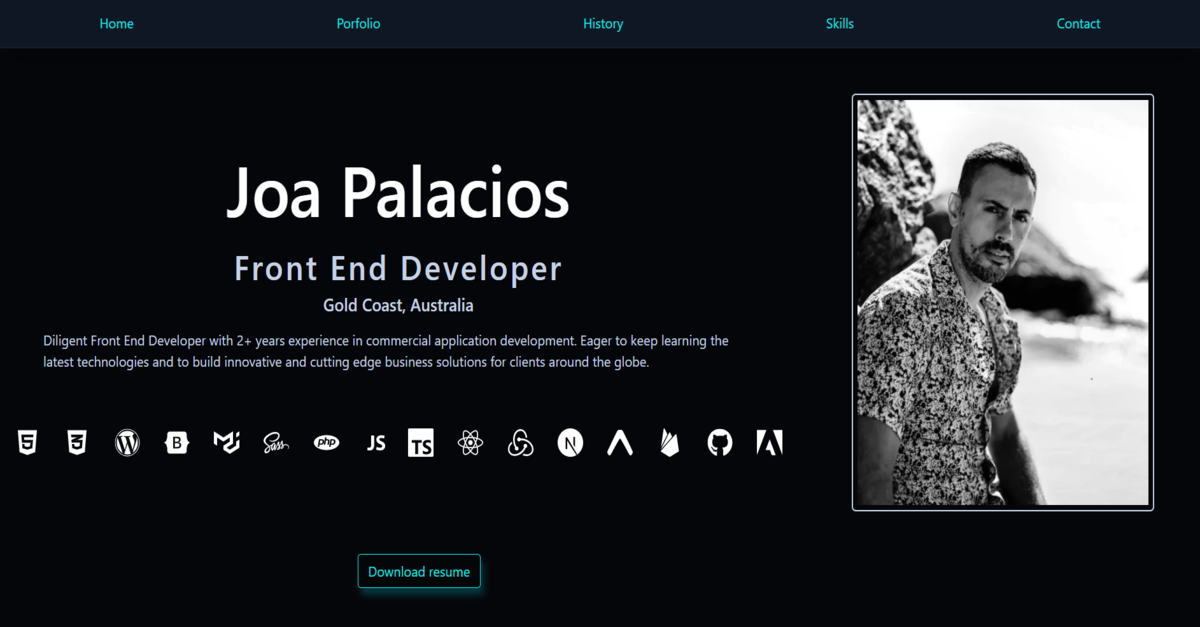 Home
Porfolio
History
Skills
Contact
Joa Palacios
Front End Developer
Gold Coast, Australia
Diligent Front End Developer with 2+ years experience in commercial application development. Eager to keep learning the
latest technologies and to build innovative and cutting edge business solutions for clients around the globe.
5
3
W
B
Sass
php
JS
TS
N
Download resume